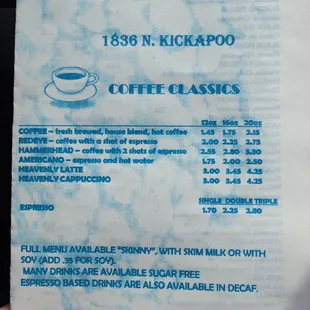 1836 N. KICKAPOO
COFFEE CLASSICS
12oz 16oz 20oz
COFFEE – fresh brewed, house blend, hot coffee 1.45 1.75 2.15
REDEYE – coffee with a shot of espresso 2.00 2.25 2.75
HAMMERHEAD – coffee with 2 shots of espresso 2.55 2.80 3.30
AMERICANO – espresso and hot water 1.75 2.00 2.50
HEAVENLY LATTE 3.00 3.45 4.25
HEAVENLY CAPPUCCINO 3.00 3.45 4.25
SINGLE DOUBLE TRIPLE
ESPRESSO 1.70 2.25 2.80
FULL MENU AVAILABLE "SKINNY", WITH SKIM MILK OR WITH
SOY (ADD .35 FOR SOY).
MANY DRINKS ARE AVAILABLE SUGAR FREE
ESPRESSO BASED DRINKS ARE ALSO AVAILABLE IN DECAF.